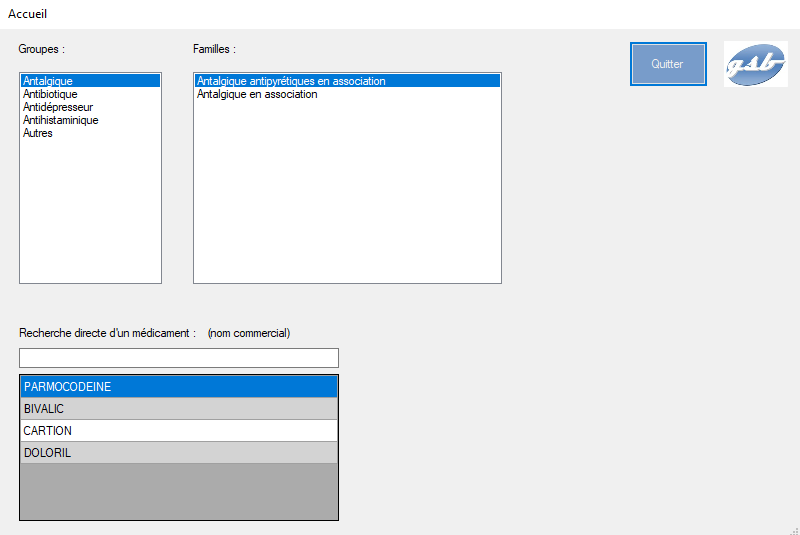 Accueil
Groupes :
Familles :
Quitter
gsb
Antalgique
Antibiotique
Antidépresseur
Antihistaminique
Autres
Antalgique antipyrétiques en association
Antalgique en association
Recherche directe d'un médicament : (nom commercial)
PARMOCODEINE
BIVALIC
CARTION
DOLORIL